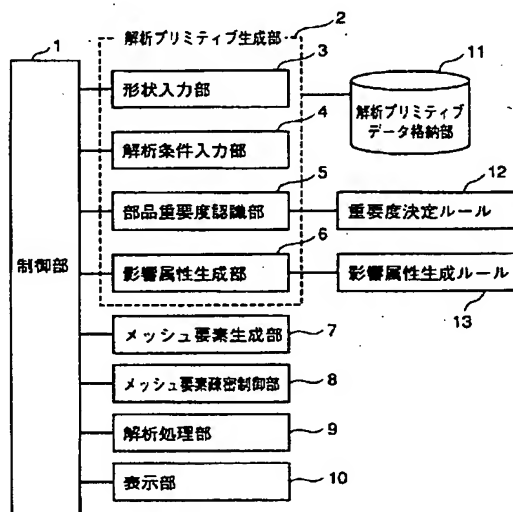 1
制御部
2
解析プリミティブ生成部
3
形状入力部
4
解析条件入力部
5
部品重要度認識部
6
影響属性生成部
7
メッシュ要素生成部
8
メッシュ要素疎密制御部
9
解析処理部
10
表示部
11
解析プリミティブ
データ格納部
12
重要度決定ルール
影響属性生成ルール
13